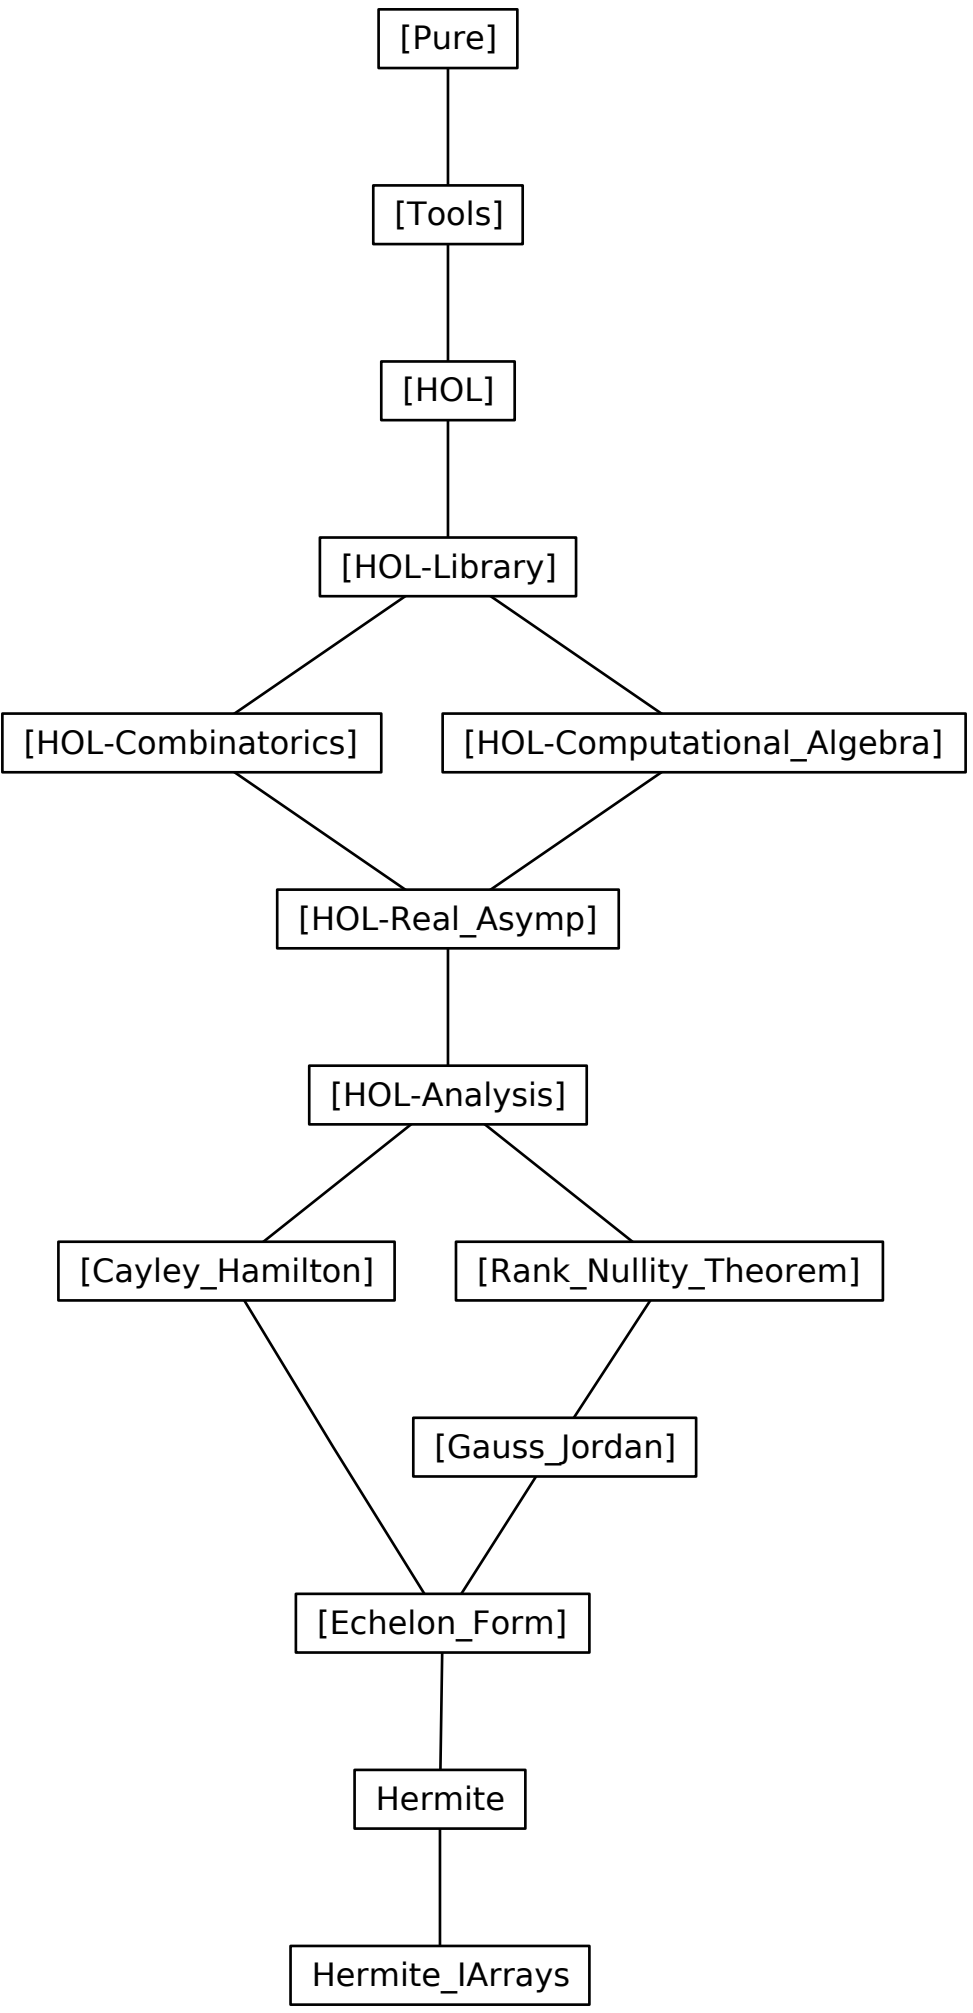 [Pure]
[Tools]
[HOL]
[HOL-Library]
[HOL-Combinatorics]
[HOL-Computational_Algebra]
[HOL-Real_Asymp]
[HOL-Analysis]
[Cayley_Hamilton]
[Rank_Nullity_Theorem]
[Gauss_Jordan]
[Echelon_Form]
Hermite
Hermite_IArrays